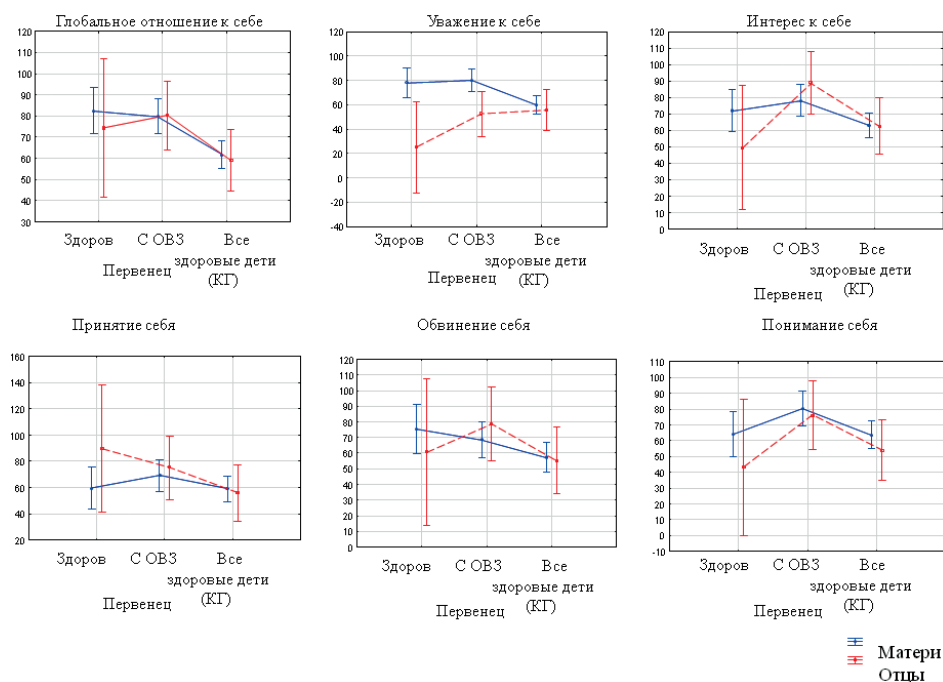 Глобальное отношение к себе
120
110
100
90
80
70
60
50
40
30
Здоров С ОВЗ Все
здоровые дети
Первенец (КГ)
Уважение к себе
120
100
80
60
40
20
0
-20
-40
Здоров С ОВЗ Все
здоровые дети
Первенец (КГ)
Интерес к себе
120
110
100
90
80
70
60
50
40
30
20
10
0
Здоров С ОВЗ Все
здоровые дети
Первенец (КГ)
Принятие себя
160
140
120
100
80
60
40
20
Здоров С ОВЗ Все
здоровые дети
Первенец (КГ)
Обвинение себя
120
110
100
90
80
70
60
50
40
30
20
10
0
Здоров С ОВЗ Все
здоровые дети
Первенец (КГ)
Понимание себя
110
100
90
80
70
60
50
40
30
20
10
0
-10
Здоров С ОВЗ Все
здоровые дети
Первенец (КГ)
Матери
Отцы